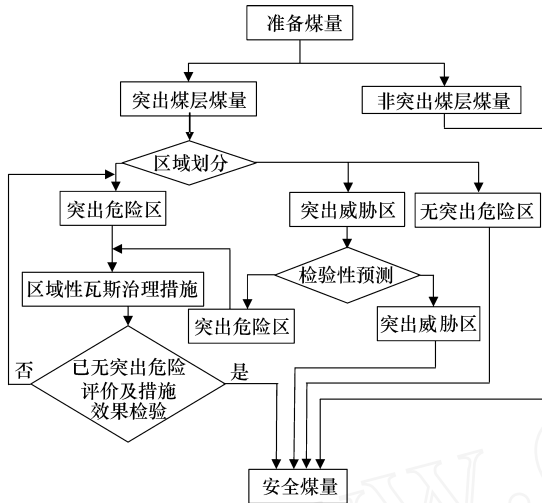 准备煤量
突出煤层煤量
非突出煤层煤量
区域划分
突出危险区
突出威胁区
无突出危险区
检验性预测
区域性瓦斯治理措施
突出危险区
突出威胁区
否
已无突出危险
评价及措施
效果检验
是
安全煤量